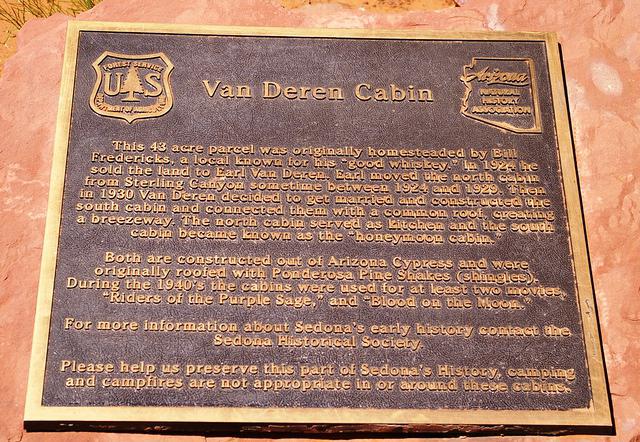 FOREST SERVICE
US
DEPARTMENT OF AGRICULTURE
Van Deren Cabin
Arizona
NATURAL
HISTORY
ASSOCIATION
This 43 acre parcel was originally homesteaded by Bill
Fredericks, a local known for his "good whiskey." In 1924 he
sold the land to Earl Van Deren. Earl moved the north cabin
from Sterling Canyon sometime between 1924 and 1929. Then
in 1930 Van Deren decided to get married and constructed the
south cabin and connected them with a common roof, creating
a breezeway. The north cabin served as kitchen and the south
cabin became known as the "honeymoon cabin."
Both are constructed out of Arizona Cypress and were
originally roofed with Ponderosa Pine Shakes (shingles).
During the 1940's the cabins were used for at least two movies,
"Riders of the Purple Sage," and "Blood on the Moon."
For more information about Sedona's early history contact the
Sedona Historical Society.
Please help us preserve this part of Sedona's History, camping
and campfires are not appropriate in or around these cabins.